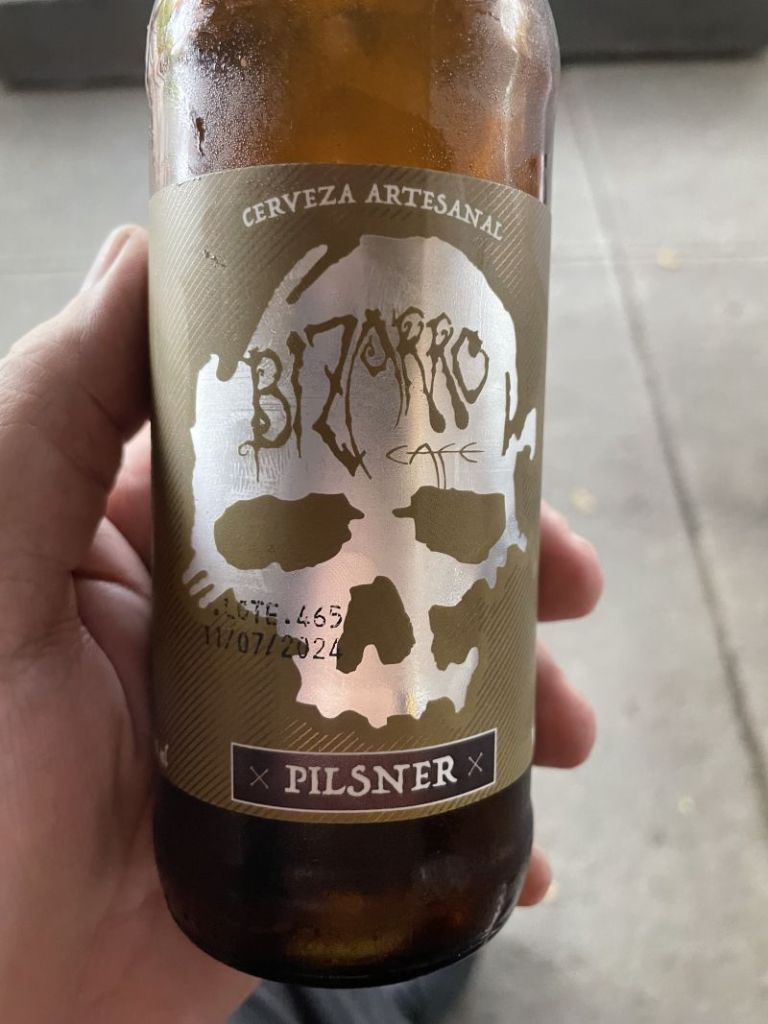 CERVEZA ARTESANAL
BIZARRO
CAFE
.LOTE.465
11/07/2024
X PILSNER X